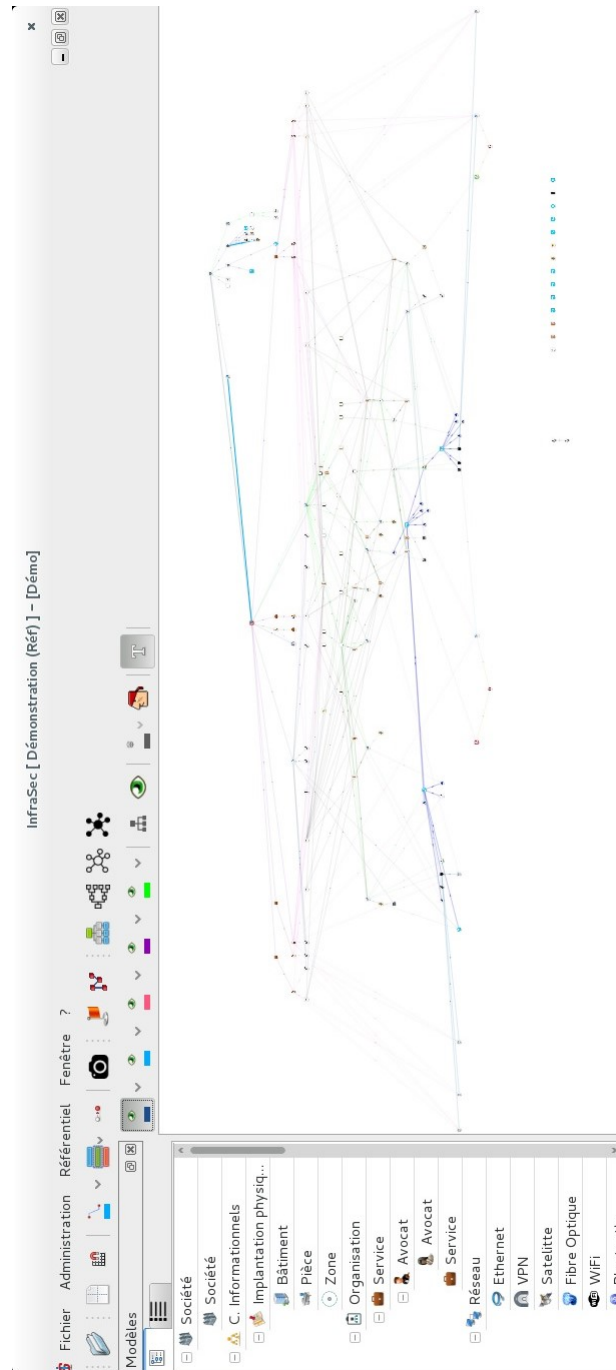 InfraSec [ Démonstration (Réf) ] – [Démo]
Fichier Administration Référentiel Fenêtre ?
Modèles
Société
Société
C. Informationnels
Implantation physiq...
Bâtiment
Pièce
Zone
Organisation
Service
Avocat
Avocat
Service
Réseau
Ethernet
VPN
Satelitte
Fibre Optique
WiFi